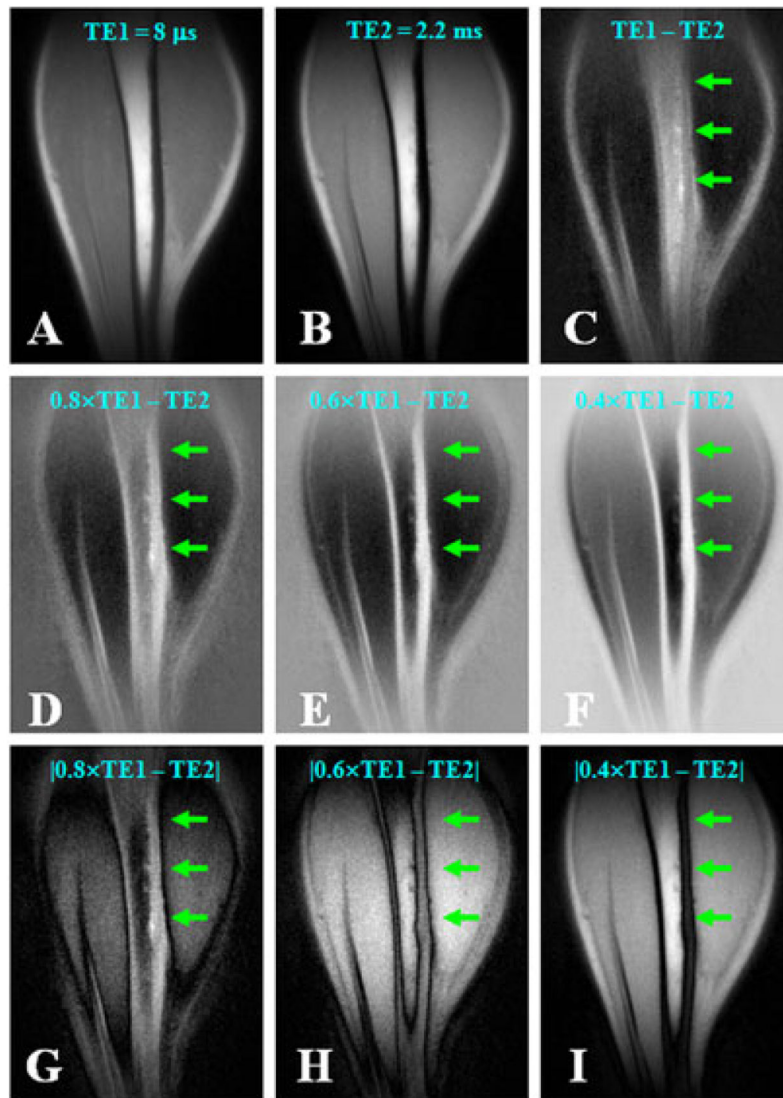 TE1 = 8 μs
TE2 = 2.2 ms
TE1 – TE2
A
B
C
0.8×TE1 – TE2
0.6×TE1 – TE2
0.4×TE1 – TE2
D
E
F
|0.8×TE1 – TE2|
|0.6×TE1 – TE2|
|0.4×TE1 – TE2|
G
H
I